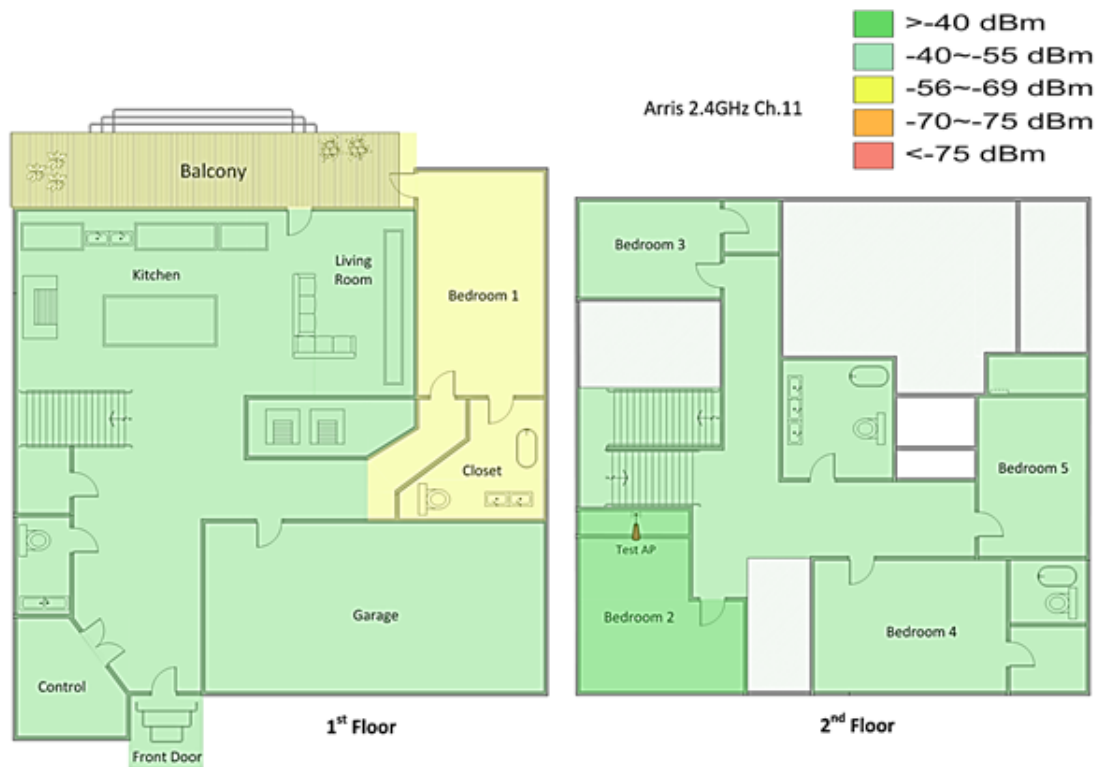 >-40 dBm
-40~-55 dBm
-56~-69 dBm
-70~-75 dBm
<-75 dBm
Arris 2.4GHz Ch.11
Balcony
Kitchen
Living
Room
Bedroom 1
Closet
Garage
Control
Front Door
1st Floor
Bedroom 3
Bedroom 5
Test AP
Bedroom 2
Bedroom 4
2nd Floor